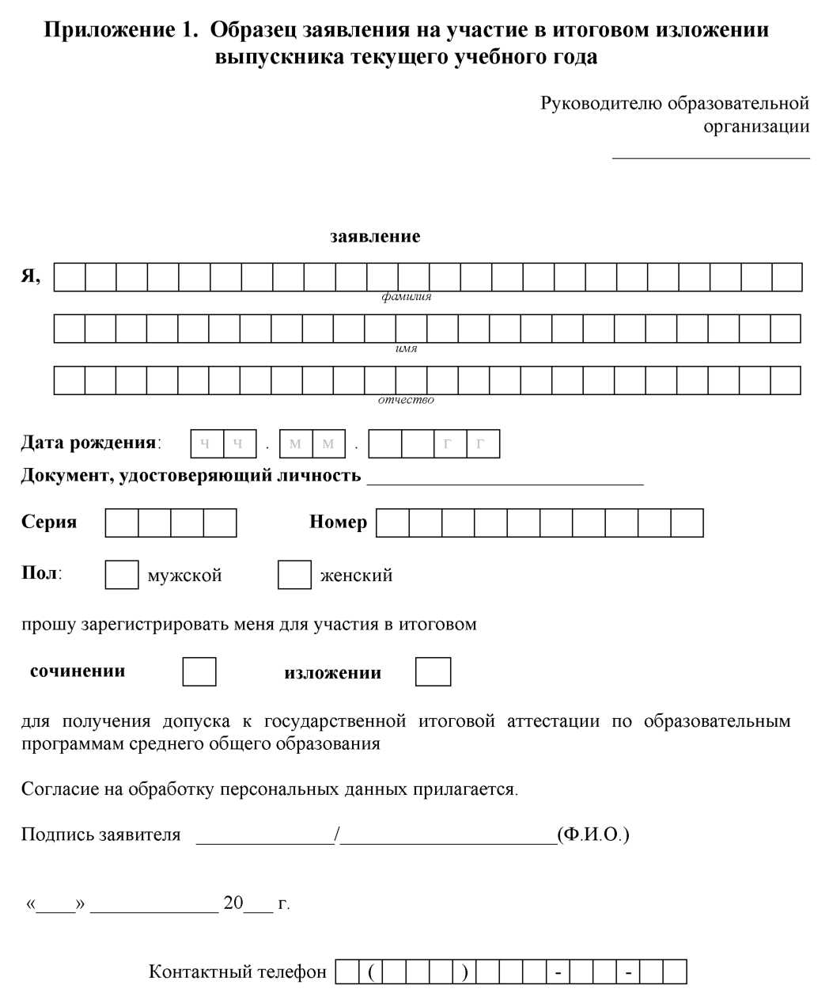 Приложение 1.  Образец заявления на участие в итоговом изложении
выпускника текущего учебного года
Руководителю образовательной
организации
____________________
заявление
Я,
фамилия
имя
отчество
Дата рождения: ч ч . м м . г г
Документ, удостоверяющий личность ____________________________
Серия Номер
Пол: мужской женский
прошу зарегистрировать меня для участия в итоговом
сочинении изложении
для получения допуска к государственной итоговой аттестации по образовательным
программам среднего общего образования
Согласие на обработку персональных данных прилагается.
Подпись заявителя ______________/______________________(Ф.И.О.)
«____» _____________ 20___ г.
Контактный телефон ( ) - -